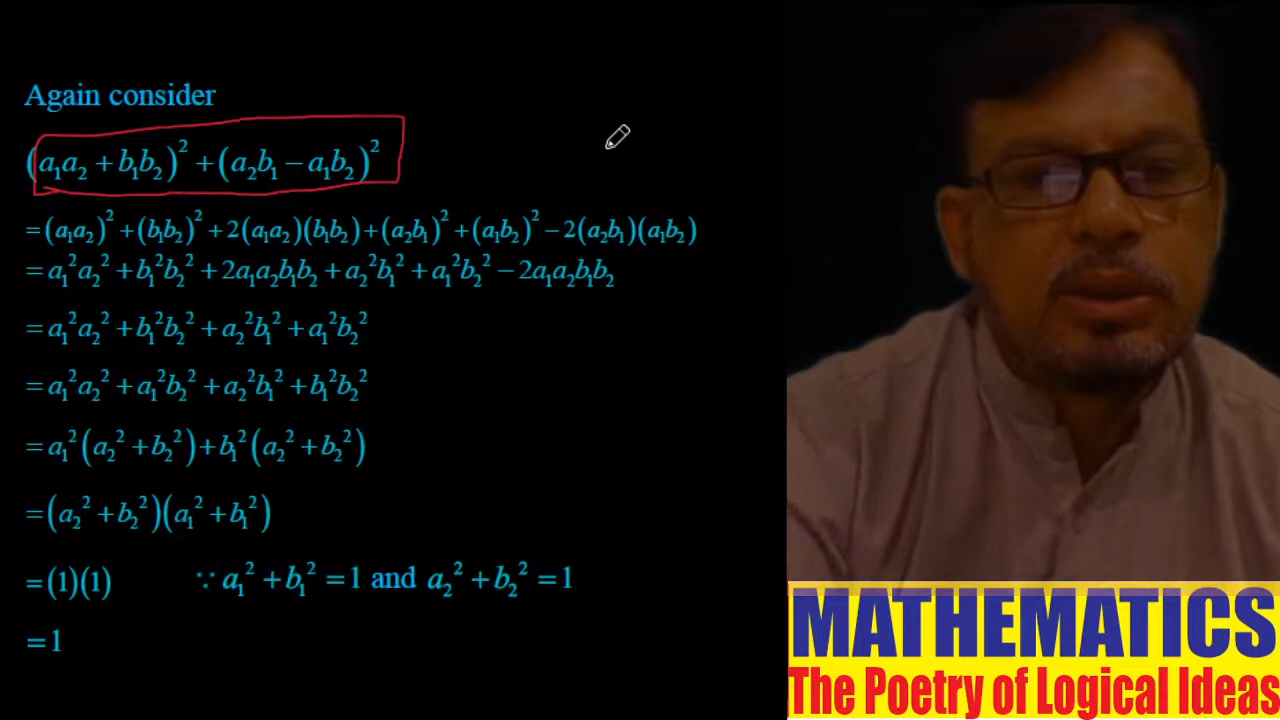 Again consider
(a₁a₂ + b₁b₂)² + (a₂b₁ − a₁b₂)²
= (a₁a₂)² + (b₁b₂)² + 2(a₁a₂)(b₁b₂) + (a₂b₁)² + (a₁b₂)² − 2(a₂b₁)(a₁b₂)
= a₁²a₂² + b₁²b₂² + 2a₁a₂b₁b₂ + a₂²b₁² + a₁²b₂² − 2a₁a₂b₁b₂
= a₁²a₂² + b₁²b₂² + a₂²b₁² + a₁²b₂²
= a₁²a₂² + a₁²b₂² + a₂²b₁² + b₁²b₂²
= a₁²(a₂² + b₂²) + b₁²(a₂² + b₂²)
= (a₂² + b₂²)(a₁² + b₁²)
= (1)(1) ∵ a₁² + b₁² = 1 and a₂² + b₂² = 1
= 1
MATHEMATICS
The Poetry of Logical Ideas